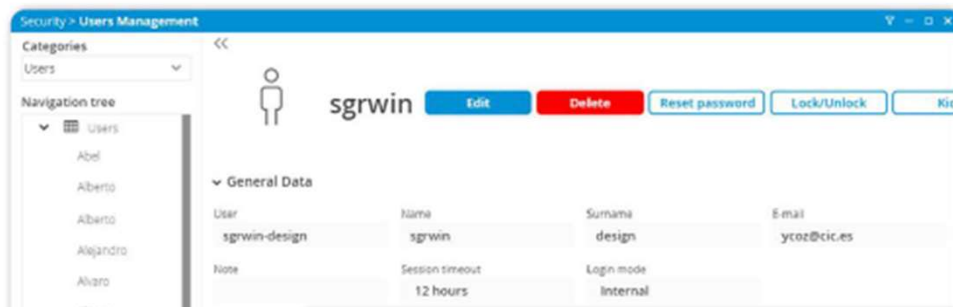 Security > Users Management
Categories
Users
Navigation tree
Users
Abel
Alberto
Alberto
Alejandro
Alvaro
sgrwin
Edit
Delete
Reset password
Lock/Unlock
General Data
User
Name
Surname
E-mail
sgrwin-design
sgrwin
design
ycoz@cic.es
Note
Session timeout
Login mode
12 hours
Internal